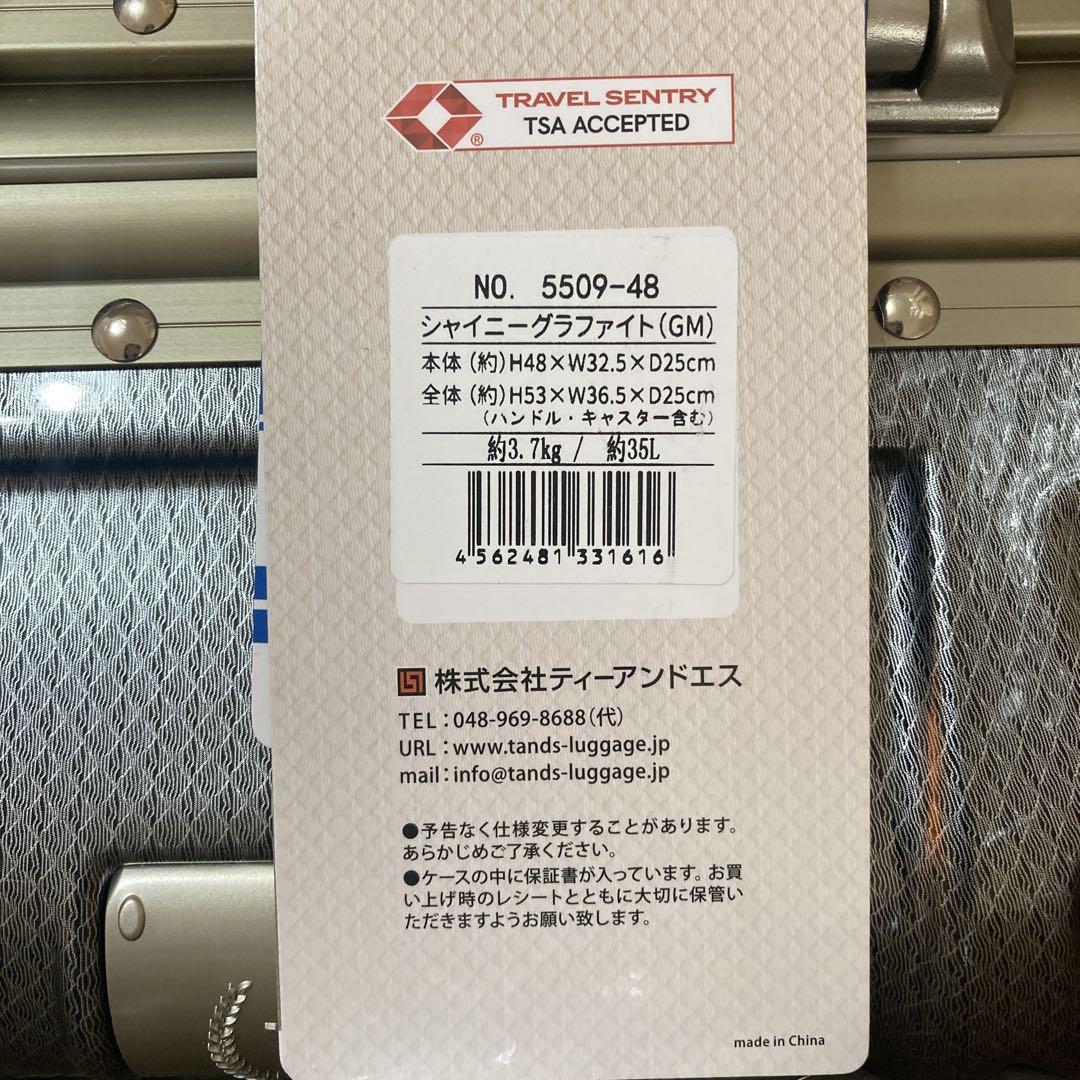 TRAVEL SENTRY
TSA ACCEPTED
®
NO. 5509-48
シャイニーグラファイト(GM)
本体 (約)H48×W32.5×D25cm
全体 (約)H53×W36.5×D25cm
(ハンドル・キャスター含む)
約3.7kg / 約35L
4562481331616
株式会社ティーアンドエス
TEL:048-969-8688(代)
URL:www.tands-luggage.jp
mail:info@tands-luggage.jp
●予告なく仕様変更することがあります。
あらかじめご了承ください。
●ケースの中に保証書が入っています。お買
い上げ時のレシートとともに大切に保管い
ただきますようお願い致します。
made in China